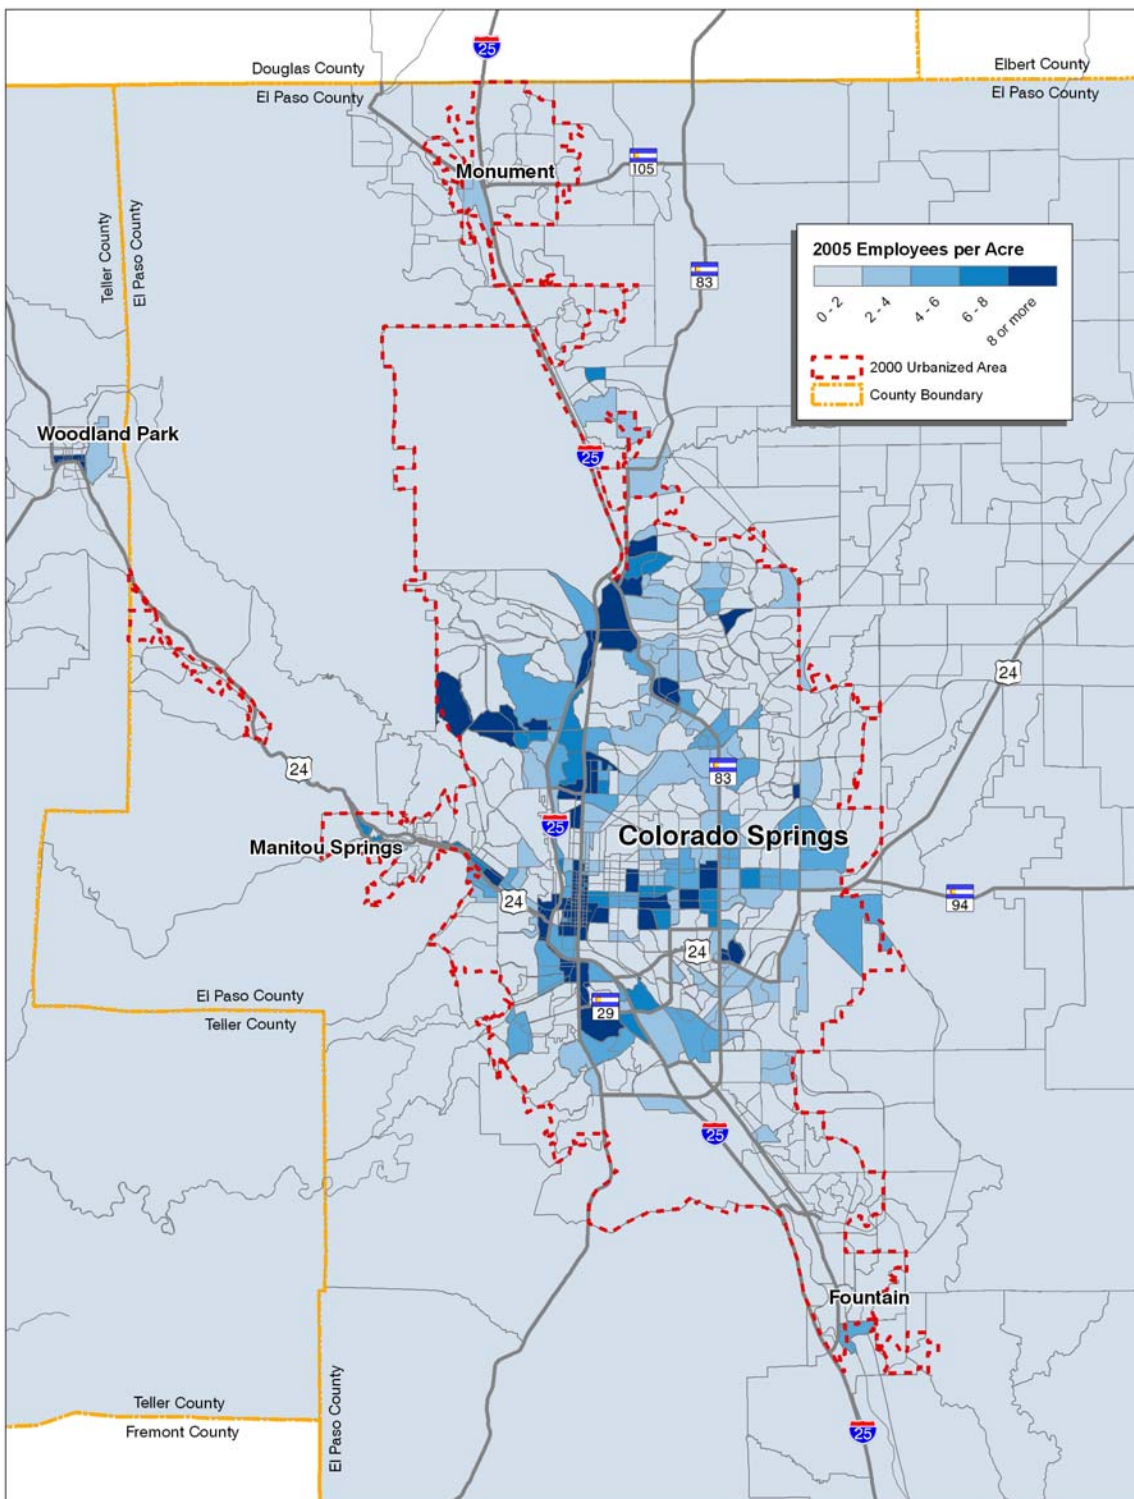 25
Douglas County
El Paso County
Elbert County
El Paso County
Monument
105
Teller County
El Paso County
83
2005 Employees per Acre
0 - 2
2 - 4
4 - 6
6 - 8
8 or more
2000 Urbanized Area
County Boundary
Woodland Park
25
24
24
83
25
Colorado Springs
Manitou Springs
24
94
24
El Paso County
Teller County
29
25
Fountain
El Paso County
Teller County
Fremont County
25